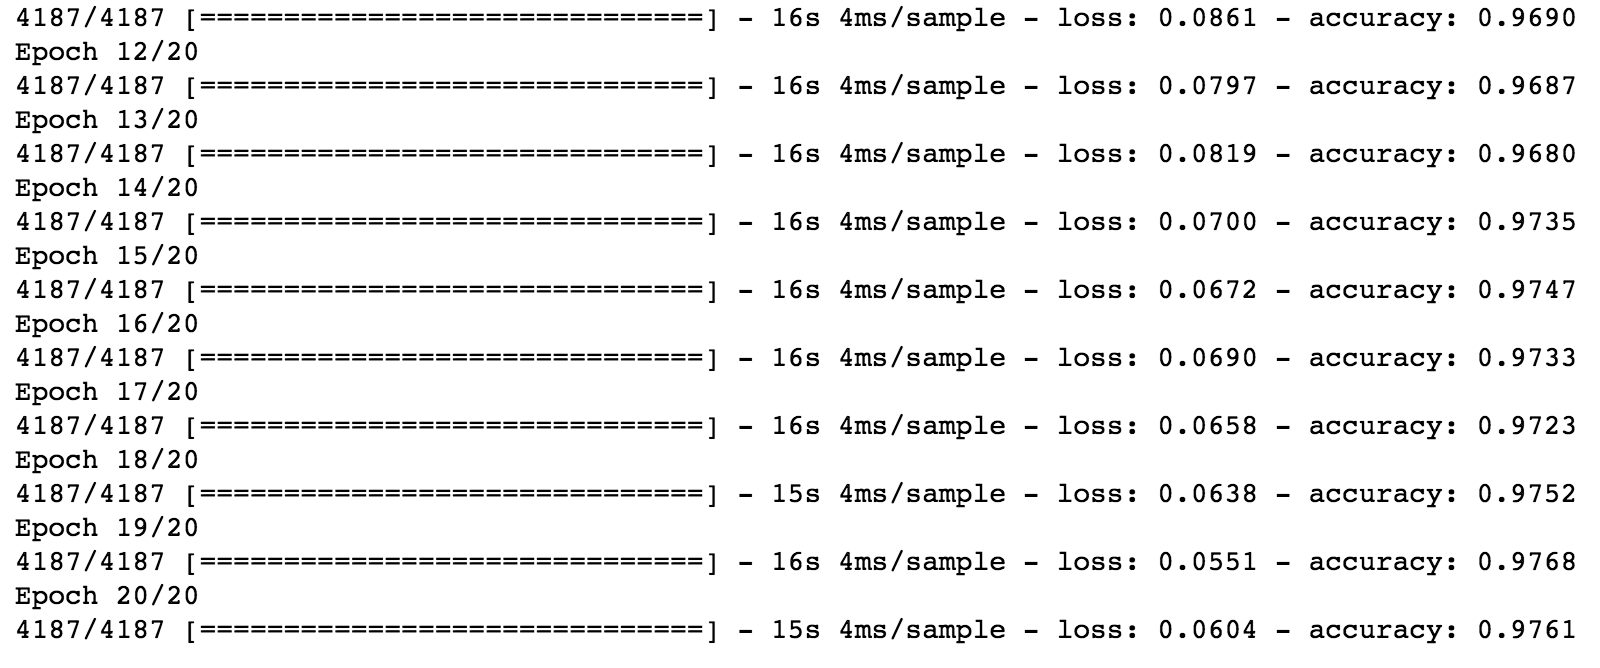 4187/4187 [==============================] - 16s 4ms/sample - loss: 0.0861 - accuracy: 0.9690
Epoch 12/20
4187/4187 [==============================] - 16s 4ms/sample - loss: 0.0797 - accuracy: 0.9687
Epoch 13/20
4187/4187 [==============================] - 16s 4ms/sample - loss: 0.0819 - accuracy: 0.9680
Epoch 14/20
4187/4187 [==============================] - 16s 4ms/sample - loss: 0.0700 - accuracy: 0.9735
Epoch 15/20
4187/4187 [==============================] - 16s 4ms/sample - loss: 0.0672 - accuracy: 0.9747
Epoch 16/20
4187/4187 [==============================] - 16s 4ms/sample - loss: 0.0690 - accuracy: 0.9733
Epoch 17/20
4187/4187 [==============================] - 16s 4ms/sample - loss: 0.0658 - accuracy: 0.9723
Epoch 18/20
4187/4187 [==============================] - 15s 4ms/sample - loss: 0.0638 - accuracy: 0.9752
Epoch 19/20
4187/4187 [==============================] - 16s 4ms/sample - loss: 0.0551 - accuracy: 0.9768
Epoch 20/20
4187/4187 [==============================] - 15s 4ms/sample - loss: 0.0604 - accuracy: 0.9761